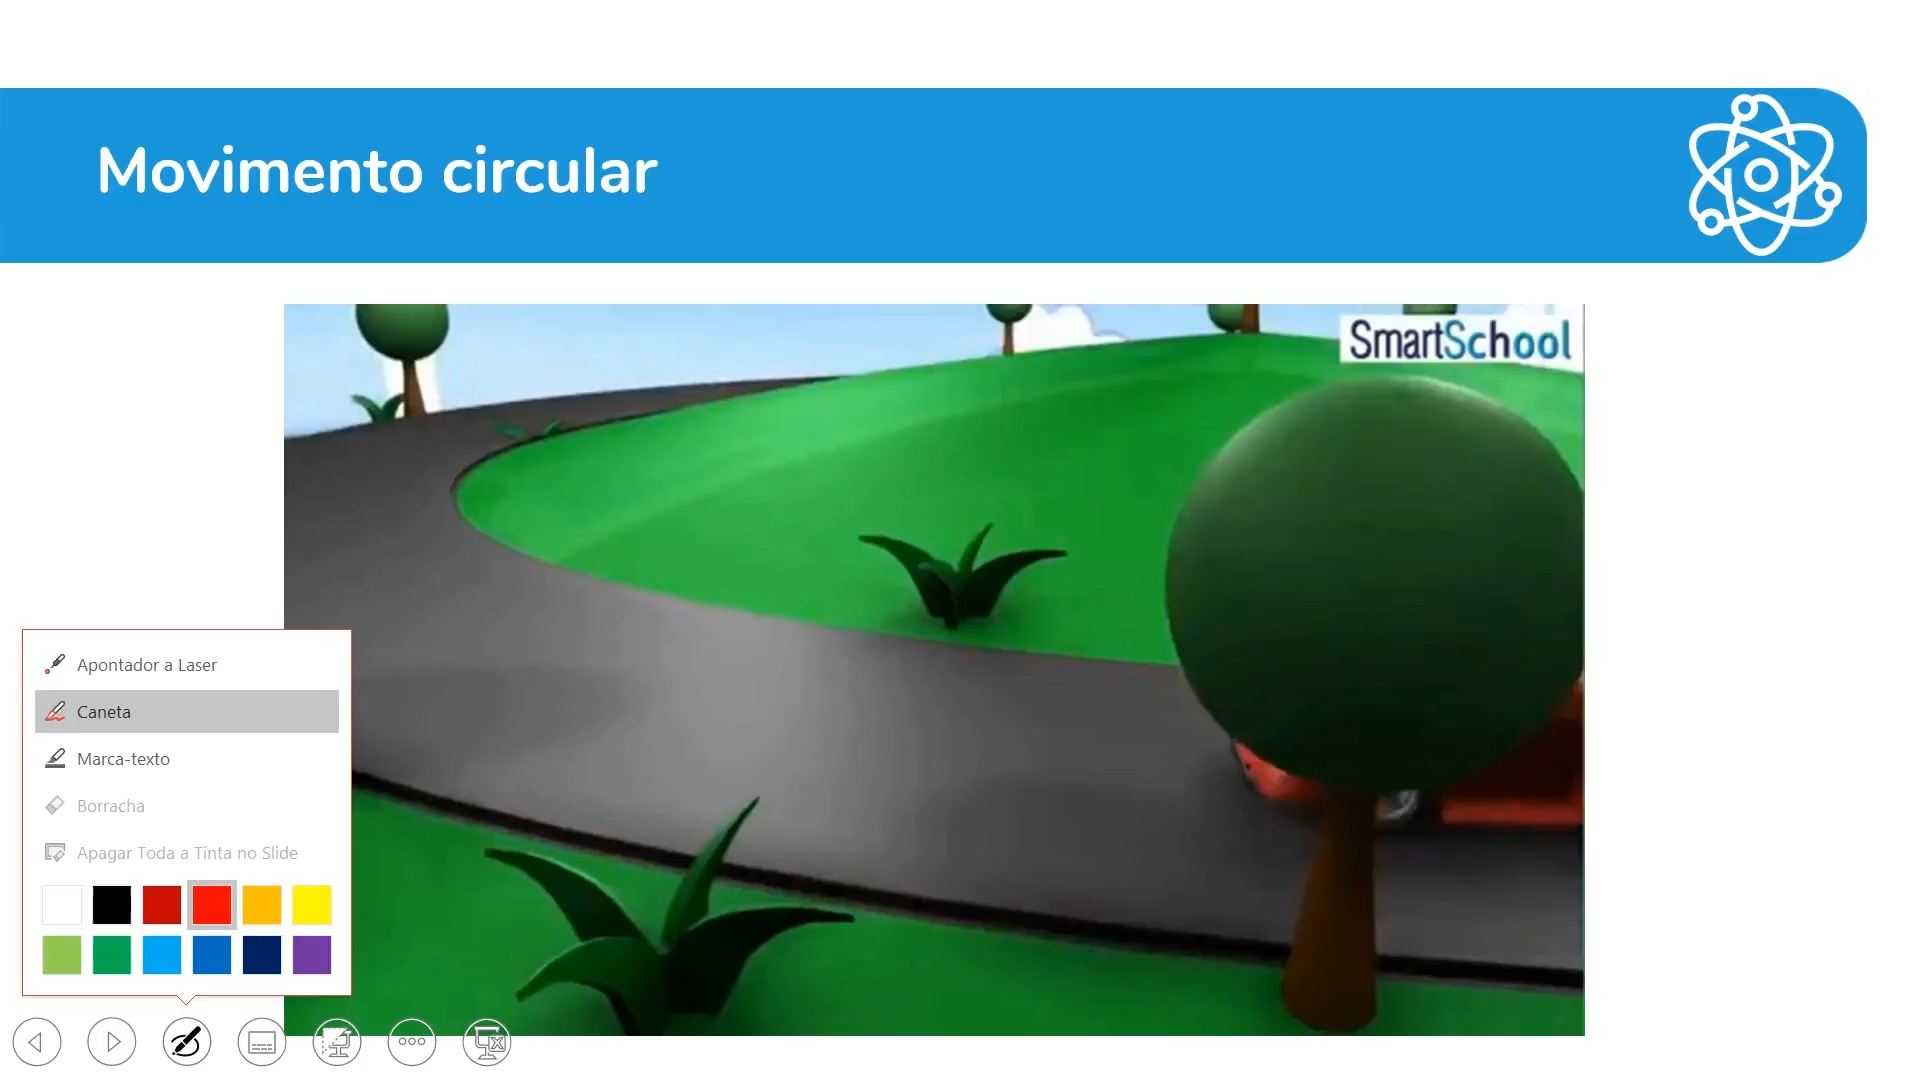 Movimento circular
SmartSchool
Apontador a Laser
Caneta
Marca-texto
Borracha
Apagar Toda a Tinta no Slide